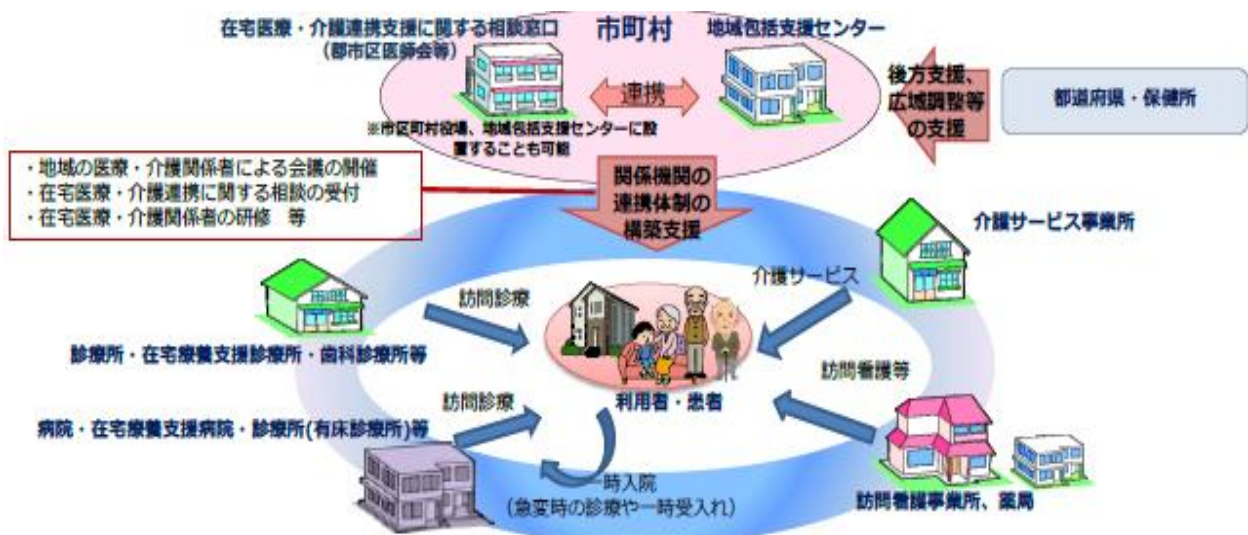 在宅医療・介護連携支援に関する相談窓口
(郡市区医師会等)
市町村
地域包括支援センター
連携
※市区町村役場、地域包括支援センターに設
置することも可能
後方支援、
広域調整等
の支援
都道府県・保健所
・地域の医療・介護関係者による会議の開催
・在宅医療・介護連携に関する相談の受付
・在宅医療・介護関係者の研修 等
関係機関の
連携体制の
構築支援
介護サービス事業所
介護サービス
訪問診療
診療所・在宅療養支援診療所・歯科診療所等
利用者・患者
訪問看護等
訪問診療
病院・在宅療養支援病院・診療所(有床診療所)等
一時入院
(急変時の診療や一時受入れ)
訪問看護事業所、薬局